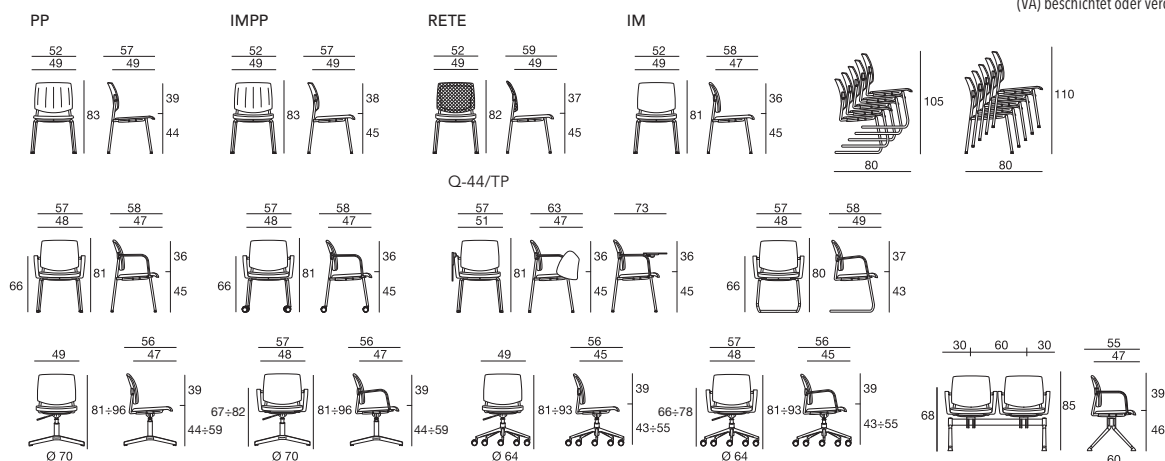 (VA) beschichtet oder verc
PP IMPP RETE IM
52 57 52 57 52 59 52 58
49 49 49 49 49 49 49 47
39 38 37 36
83 83 82 81 105 110
44 45 45 45
80 80
Q-44/TP
57 58 57 58 57 63 73 57 58
48 47 48 47 51 47 48 49
36 36 36 36 37
66 81 66 81 81 66 80
45 45 45 45 43
56 57 56 56 57 56 30 60 30 55
49 47 48 47 49 45 48 45 47
39 39 39 39 39
81÷96 67÷82 81÷96 81÷93 66÷78 81÷93 68 85
44÷59 44÷59 43÷55 43÷55 46
Ø 70 Ø 70 Ø 64 Ø 64 60